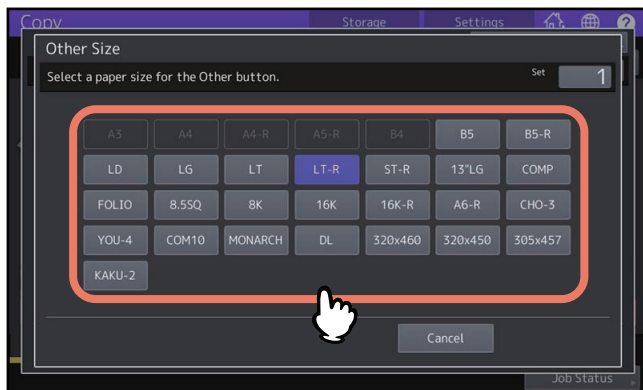 Copy
Storage
Settings
?
Other Size
Select a paper size for the Other button.
Set
1
A3 A4 A4-R A5-R B4 B5 B5-R
LD LG LT LT-R ST-R 13"LG COMP
FOLIO 8.5SQ 8K 16K 16K-R A6-R CHO-3
YOU-4 COM10 MONARCH DL 320x460 320x450 305x457
KAKU-2
Cancel
Job Status